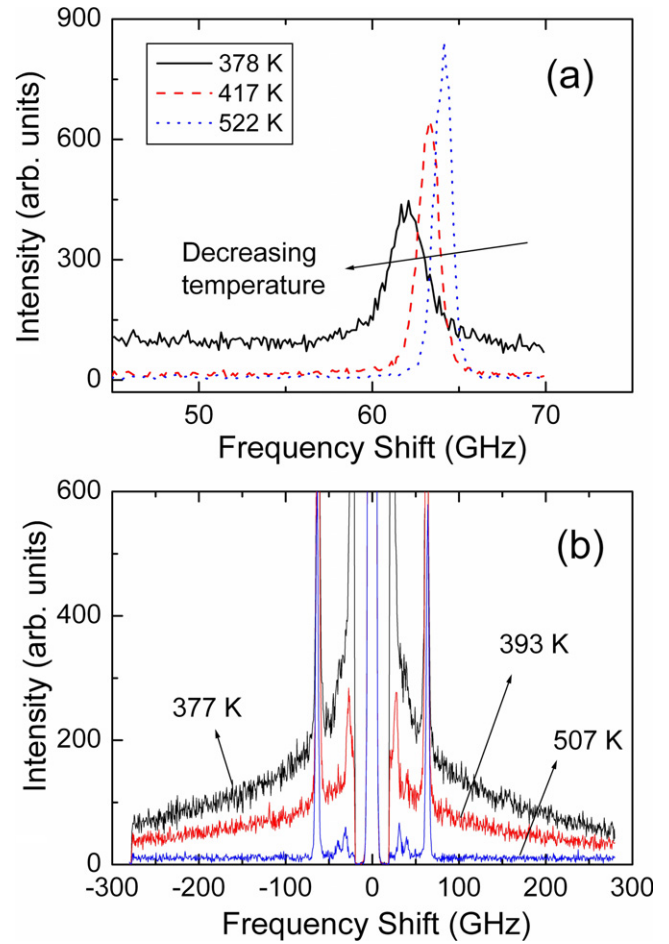 900
600
300
0
Intensity (arb. units)
378 K
417 K
522 K
(a)
Decreasing
temperature
50
60
70
Frequency Shift (GHz)
600
400
200
0
Intensity (arb. units)
(b)
377 K
393 K
507 K
-300 -200 -100 0 100 200 300
Frequency Shift (GHz)